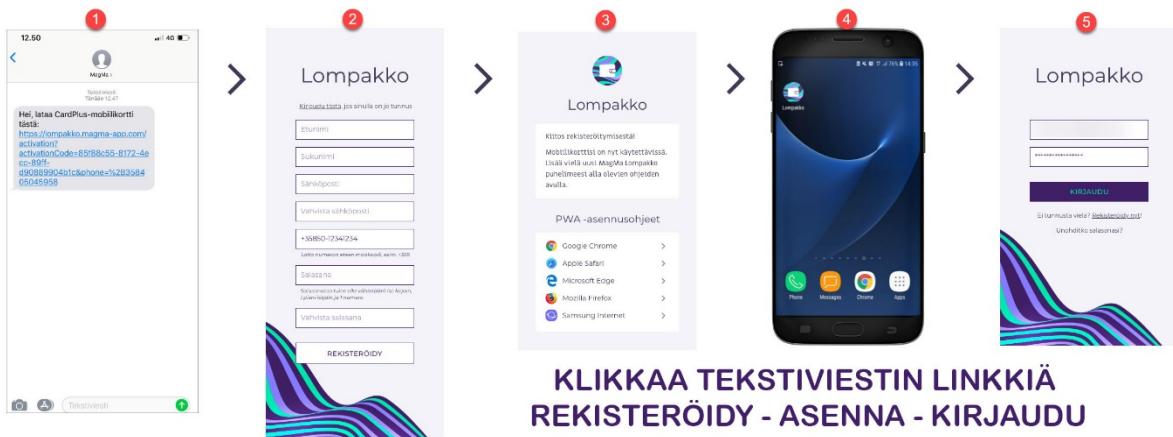 1
12.50
4G
MagMa >
Tekstiviesti
Tänään 12.47
Hei, lataa CardPlus-mobiilikortti
tästä:
https://lompakko.magma-app.com/
activation?
activationCode=85f88c55-8172-4e
cc-89ff-
d90889904b1c&phone=%2B3584
05045958
Tekstiviesti
2
Lompakko
Kirjaudu tästä, jos sinulla on jo tunnus
Etunimi
Sukunimi
Sähköposti
Vahvista sähköposti
+35850-12341234
Salasana
Vahvista salasana
REKISTERÖIDY
3
Lompakko
Kiitos rekisteröitymisestä!
Mobiilikorttisi on nyt käytettävissä.
Lisää vielä uusi MagMa Lompakko
puhelimeesi alla olevien ohjeiden
avulla.
PWA -asennusohjeet
Google Chrome
Apple Safari
Microsoft Edge
Mozilla Firefox
Samsung Internet
4
76% 14:35
Lompakko
Phone
Messages
Chrome
Apps
5
Lompakko
****************
KIRJAUDU
Ei tunnusta vielä? Rekisteröidy nyt!
Unohditko salasanasi?
KLIKKAA TEKSTIVIESTIN LINKKIÄ
REKISTERÖIDY - ASENNA - KIRJAUDU